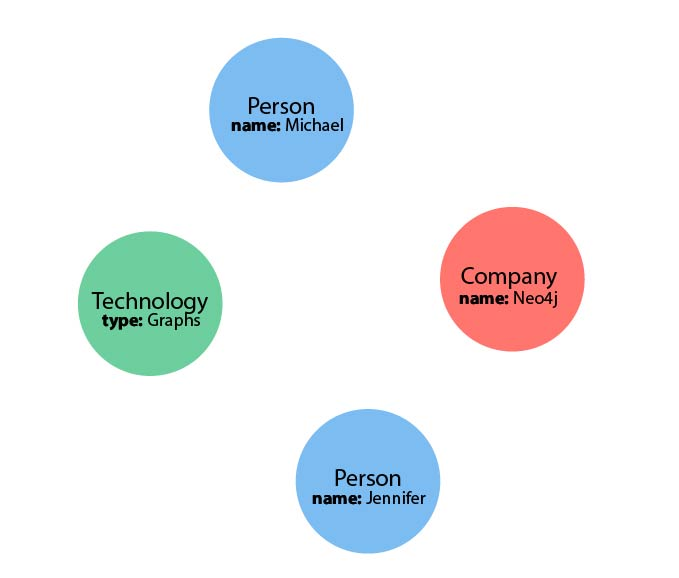 Person
name: Michael
Company
name: Neo4j
Technology
type: Graphs
Person
name: Jennifer